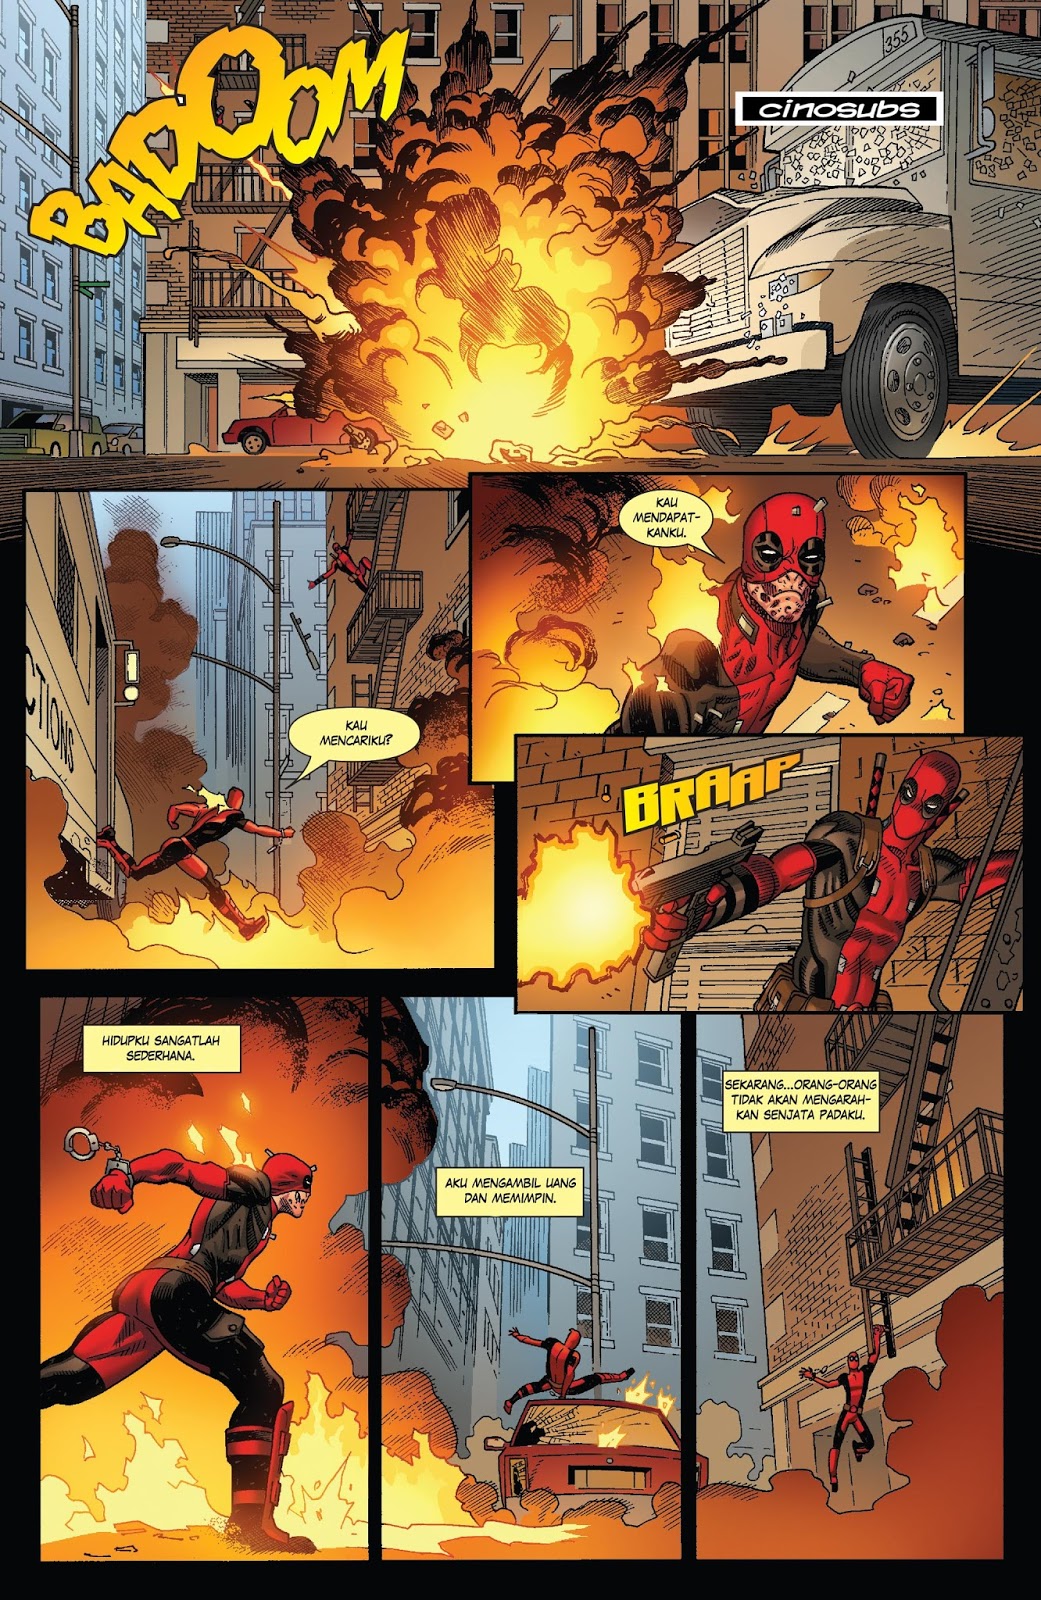 BADOOOM
355
cinosubs
KAU
MENCARIKU?
CTIONS
KAU
MENDAPAT-
KANKU.
BRAAP
HIDUPKU SANGATLAH
SEDERHANA.
AKU MENGAMBIL UANG
DAN MEMIMPIN.
SEKARANG...ORANG-ORANG
TIDAK AKAN MENGARAH-
KAN SENJATA PADAKU.